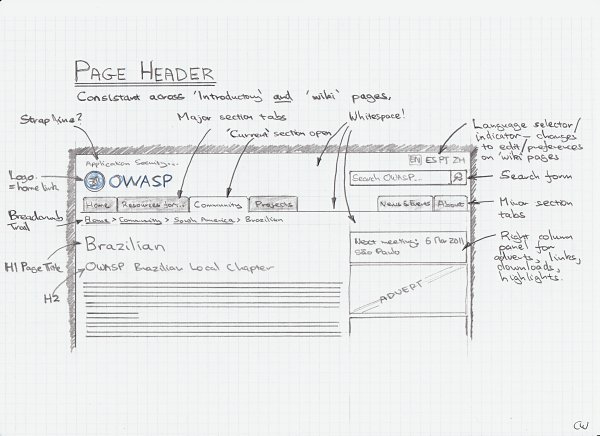 PAGE HEADER
Consistant across 'Introductory' and 'wiki' pages.
Strapline?
Major section tabs
Whitespace!
'Current' section open
Language selector/
indicator – changes
to edit/preferences
on 'wiki' pages
Application Security...
EN ES PT ZH
Logo
= home link
OWASP
Search OWASP...
Search form
Home
Resources for...
Community
Projects
News & Events
About
Minor section
tabs
Breadcrumb
Trail
Home > Community > South America > Brazilian
H1 Page Title
Brazilian
Next meeting: 6 Mar 2011
São Paulo
Right column
panel for
adverts, links,
downloads,
highlights.
H2
OWASP Brazilian Local Chapter
ADVERT
CW